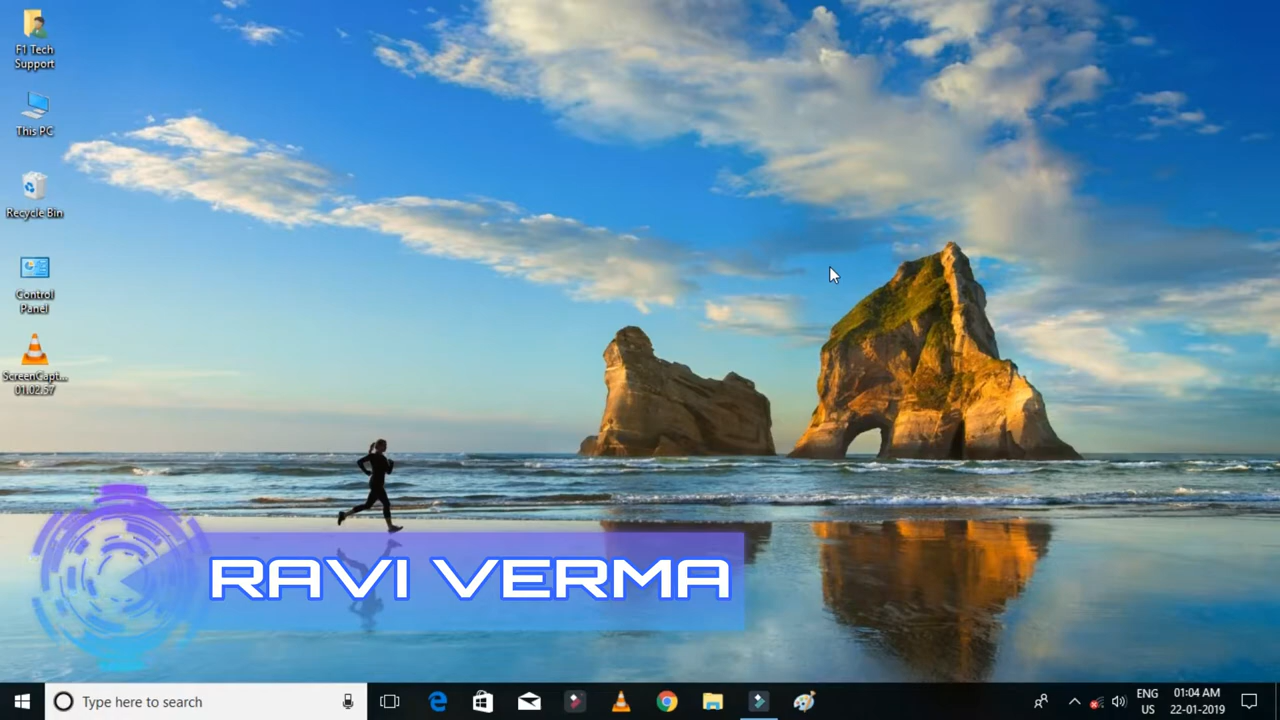 F1 Tech
Support
This PC
Recycle Bin
Control
Panel
ScreenCapt...
01.02.57
RAVI VERMA
Type here to search
ENG
US
01:04 AM
22-01-2019